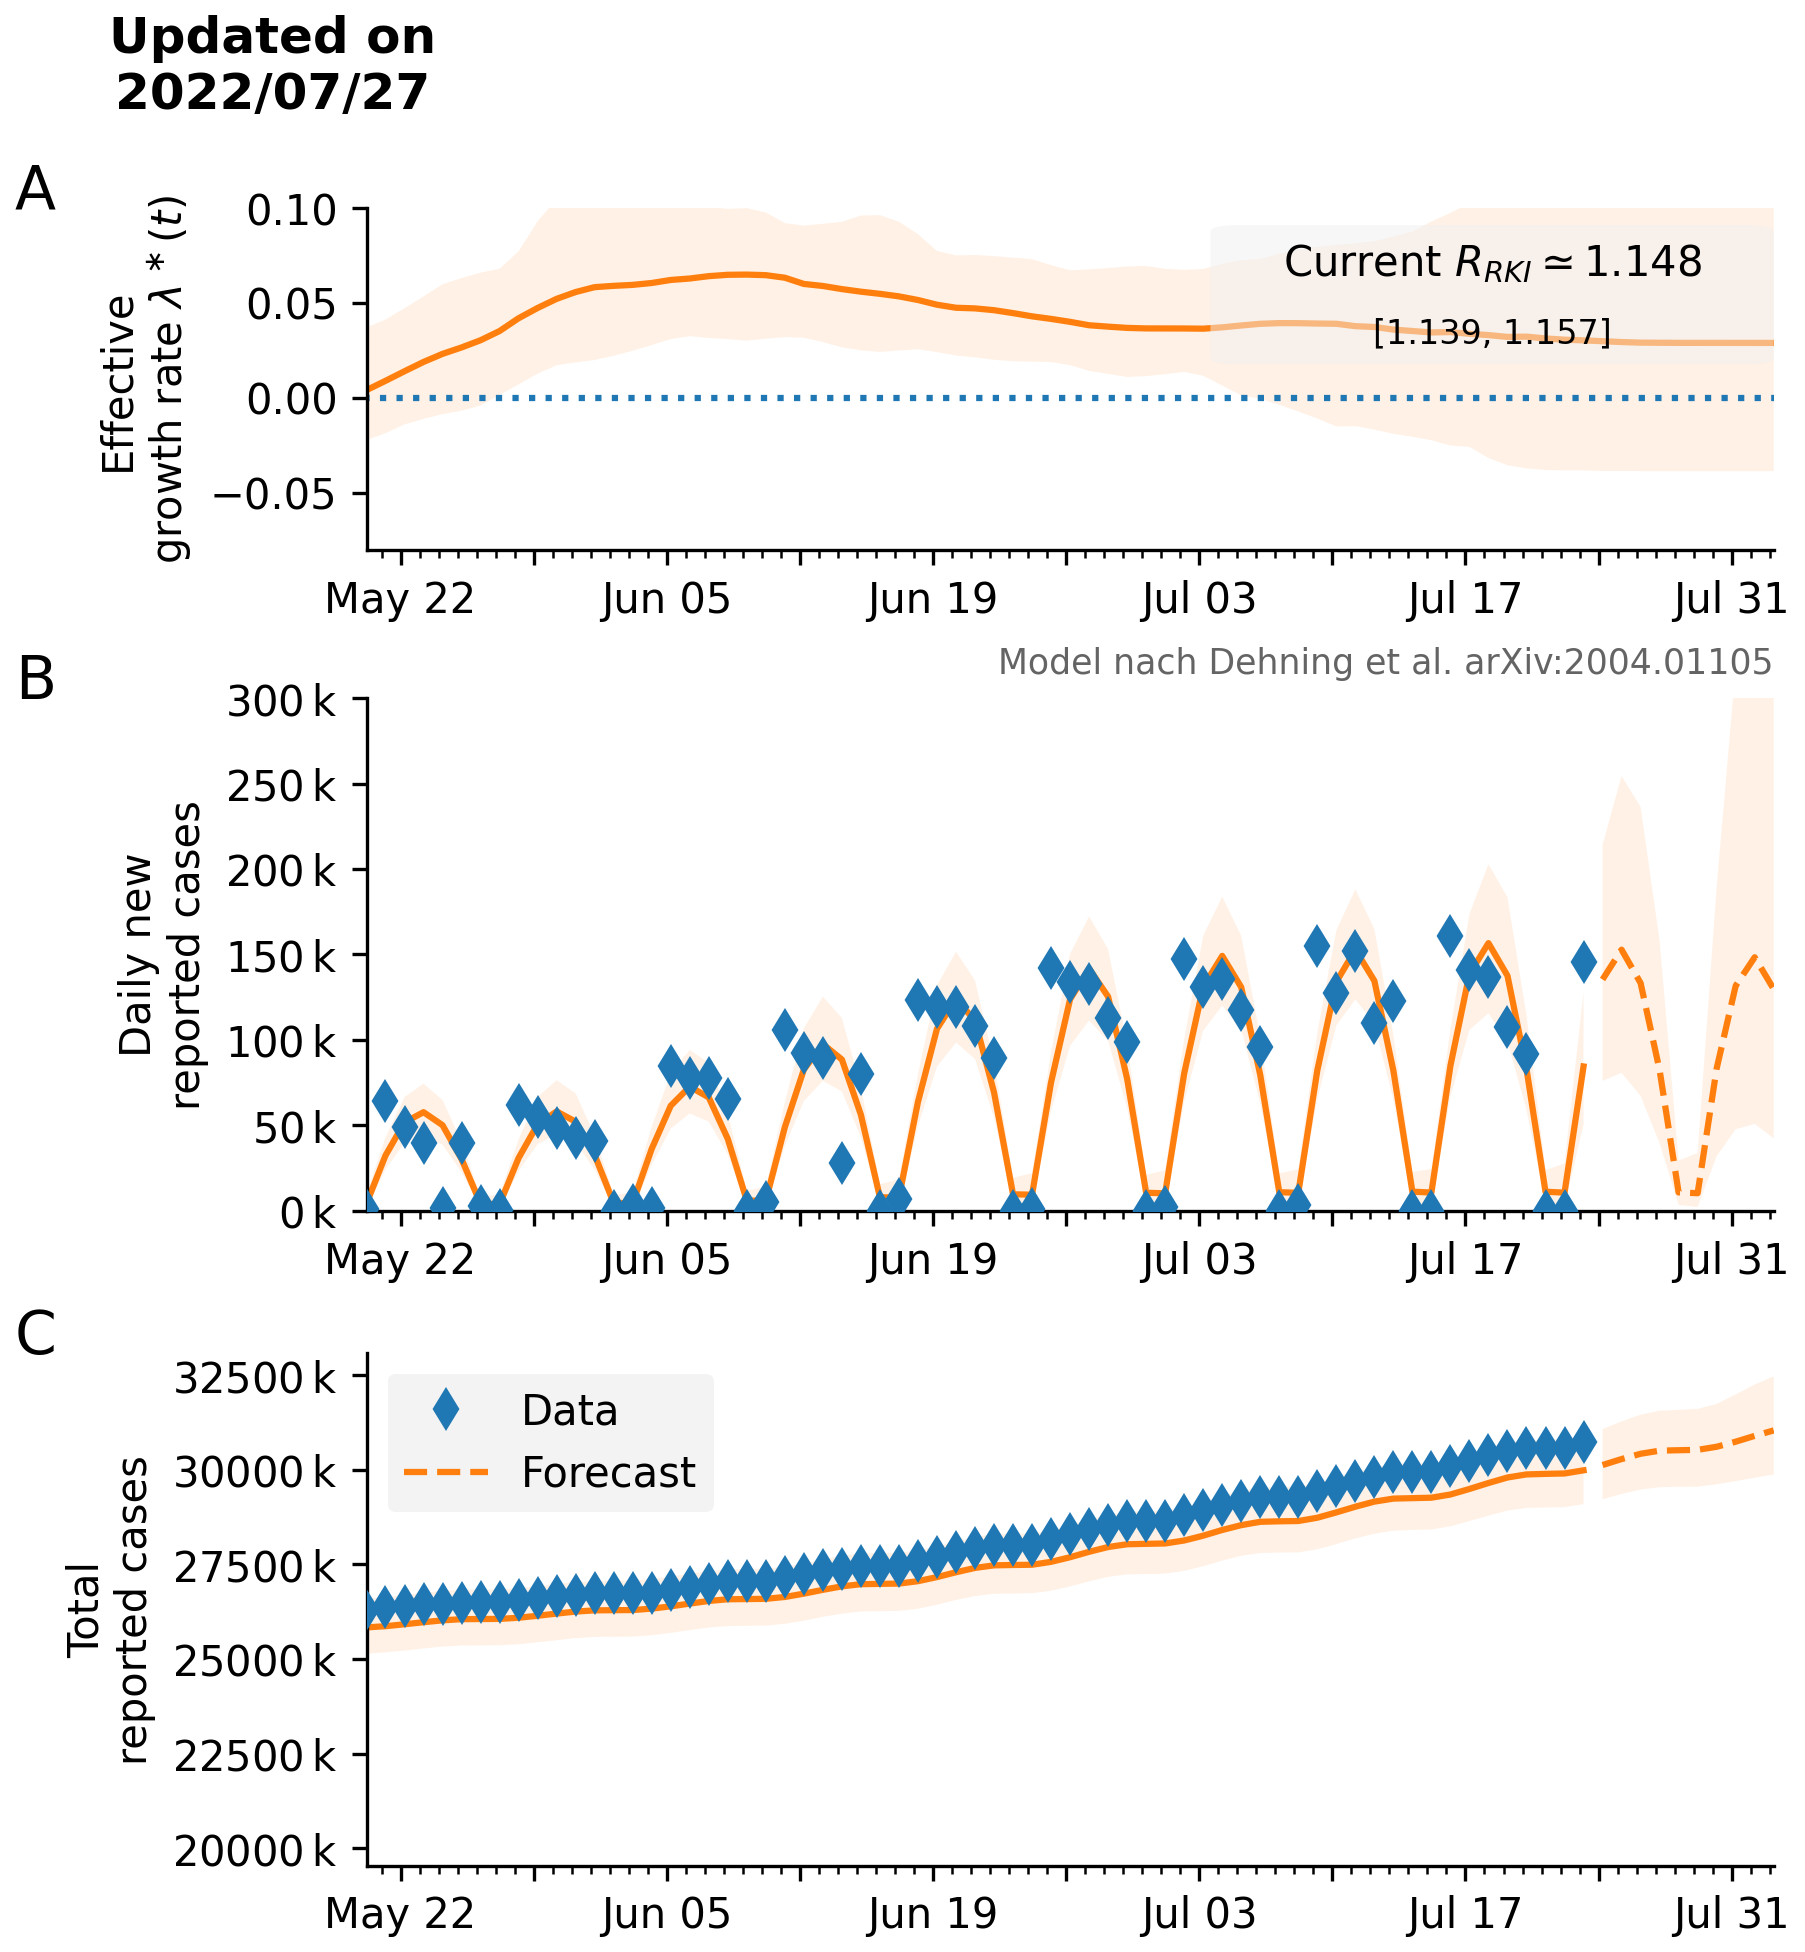 Updated on
2022/07/27
A
Effective
growth rate λ * (t)
0.10
0.05
0.00
−0.05
Current R_RKI ≃ 1.148
[1.139, 1.157]
May 22
Jun 05
Jun 19
Jul 03
Jul 17
Jul 31
Model nach Dehning et al. arXiv:2004.01105
B
Daily new
reported cases
300 k
250 k
200 k
150 k
100 k
50 k
0 k
May 22
Jun 05
Jun 19
Jul 03
Jul 17
Jul 31
C
Total
reported cases
32500 k
30000 k
27500 k
25000 k
22500 k
20000 k
Data
Forecast
May 22
Jun 05
Jun 19
Jul 03
Jul 17
Jul 31